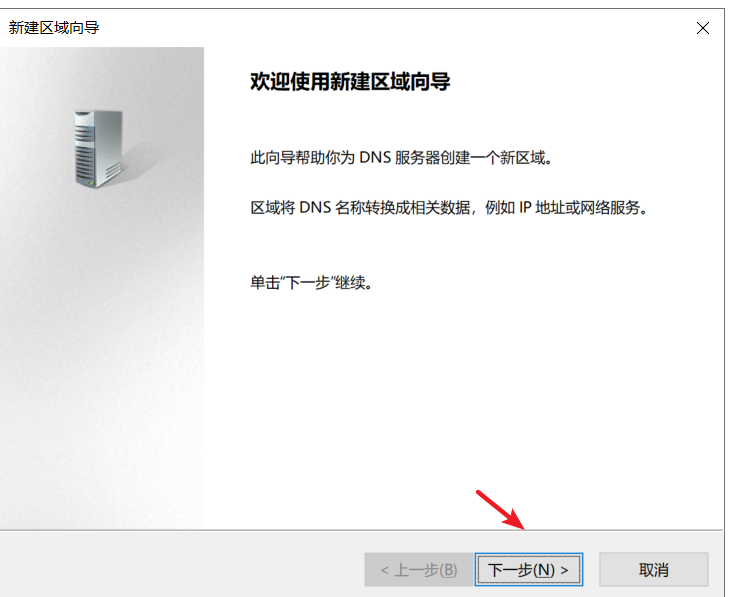 新建区域向导
欢迎使用新建区域向导
此向导帮助你为 DNS 服务器创建一个新区域。
区域将 DNS 名称转换成相关数据，例如 IP 地址或网络服务。
单击"下一步"继续。
< 上一步(B)
下一步(N) >
取消